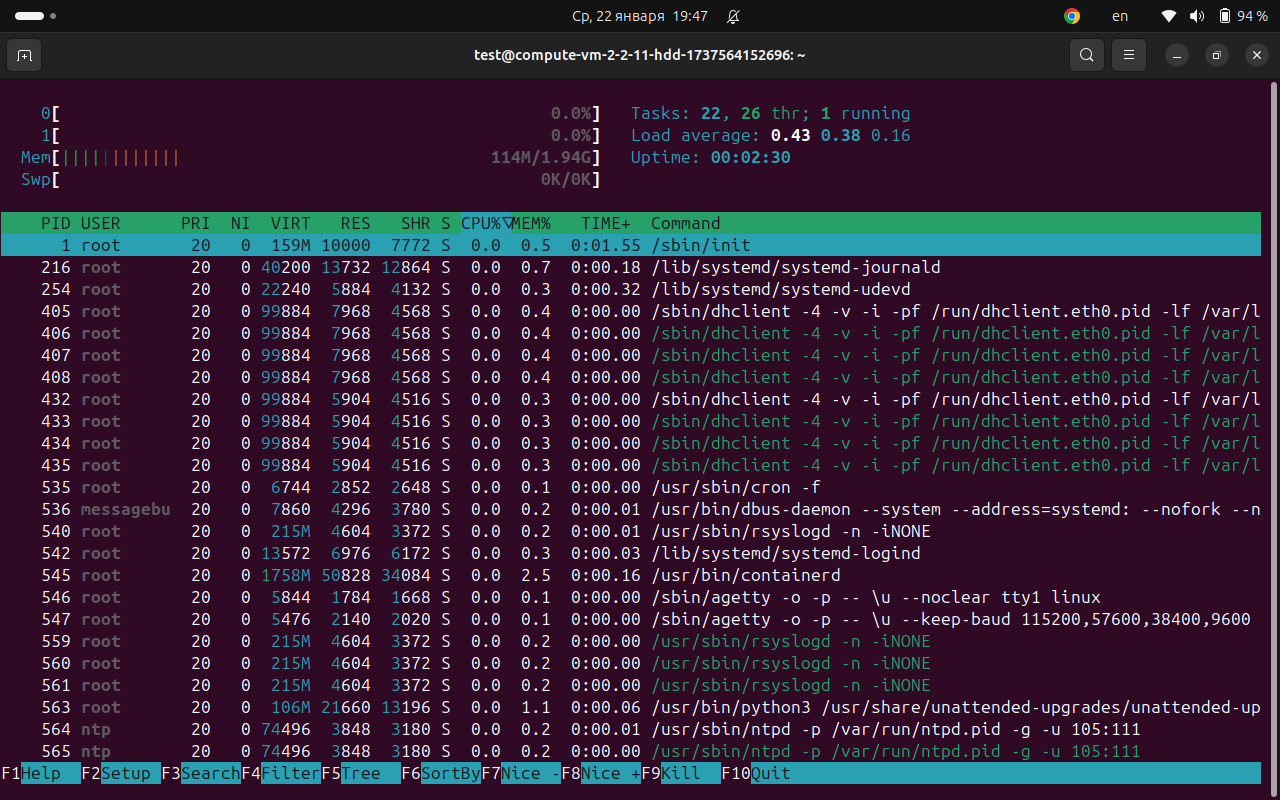 Ср, 22 января 19:47
en
94 %
test@compute-vm-2-2-11-hdd-1737564152696: ~
0[ 0.0%] Tasks: 22, 26 thr; 1 running
1[ 0.0%] Load average: 0.43 0.38 0.16
Mem[|||||||||||| 114M/1.94G] Uptime: 00:02:30
Swp[ 0K/0K]
PID USER PRI NI VIRT RES SHR S CPU%▽MEM% TIME+ Command
1 root 20 0 159M 10000 7772 S 0.0 0.5 0:01.55 /sbin/init
216 root 20 0 40200 13732 12864 S 0.0 0.7 0:00.18 /lib/systemd/systemd-journald
254 root 20 0 22240 5884 4132 S 0.0 0.3 0:00.32 /lib/systemd/systemd-udevd
405 root 20 0 99884 7968 4568 S 0.0 0.4 0:00.00 /sbin/dhclient -4 -v -i -pf /run/dhclient.eth0.pid -lf /var/l
406 root 20 0 99884 7968 4568 S 0.0 0.4 0:00.00 /sbin/dhclient -4 -v -i -pf /run/dhclient.eth0.pid -lf /var/l
407 root 20 0 99884 7968 4568 S 0.0 0.4 0:00.00 /sbin/dhclient -4 -v -i -pf /run/dhclient.eth0.pid -lf /var/l
408 root 20 0 99884 7968 4568 S 0.0 0.4 0:00.00 /sbin/dhclient -4 -v -i -pf /run/dhclient.eth0.pid -lf /var/l
432 root 20 0 99884 5904 4516 S 0.0 0.3 0:00.00 /sbin/dhclient -4 -v -i -pf /run/dhclient.eth0.pid -lf /var/l
433 root 20 0 99884 5904 4516 S 0.0 0.3 0:00.00 /sbin/dhclient -4 -v -i -pf /run/dhclient.eth0.pid -lf /var/l
434 root 20 0 99884 5904 4516 S 0.0 0.3 0:00.00 /sbin/dhclient -4 -v -i -pf /run/dhclient.eth0.pid -lf /var/l
435 root 20 0 99884 5904 4516 S 0.0 0.3 0:00.00 /sbin/dhclient -4 -v -i -pf /run/dhclient.eth0.pid -lf /var/l
535 root 20 0 6744 2852 2648 S 0.0 0.1 0:00.00 /usr/sbin/cron -f
536 messagebu 20 0 7860 4296 3780 S 0.0 0.2 0:00.01 /usr/bin/dbus-daemon --system --address=systemd: --nofork --n
540 root 20 0 215M 4604 3372 S 0.0 0.2 0:00.01 /usr/sbin/rsyslogd -n -iNONE
542 root 20 0 13572 6976 6172 S 0.0 0.3 0:00.03 /lib/systemd/systemd-logind
545 root 20 0 1758M 50828 34084 S 0.0 2.5 0:00.16 /usr/bin/containerd
546 root 20 0 5844 1784 1668 S 0.0 0.1 0:00.00 /sbin/agetty -o -p -- \u --noclear tty1 linux
547 root 20 0 5476 2140 2020 S 0.0 0.1 0:00.00 /sbin/agetty -o -p -- \u --keep-baud 115200,57600,38400,9600
559 root 20 0 215M 4604 3372 S 0.0 0.2 0:00.00 /usr/sbin/rsyslogd -n -iNONE
560 root 20 0 215M 4604 3372 S 0.0 0.2 0:00.00 /usr/sbin/rsyslogd -n -iNONE
561 root 20 0 215M 4604 3372 S 0.0 0.2 0:00.00 /usr/sbin/rsyslogd -n -iNONE
563 root 20 0 106M 21660 13196 S 0.0 1.1 0:00.06 /usr/bin/python3 /usr/share/unattended-upgrades/unattended-up
564 ntp 20 0 74496 3848 3180 S 0.0 0.2 0:00.01 /usr/sbin/ntpd -p /var/run/ntpd.pid -g -u 105:111
565 ntp 20 0 74496 3848 3180 S 0.0 0.2 0:00.00 /usr/sbin/ntpd -p /var/run/ntpd.pid -g -u 105:111
F1Help F2Setup F3SearchF4FilterF5Tree F6SortByF7Nice -F8Nice +F9Kill F10Quit